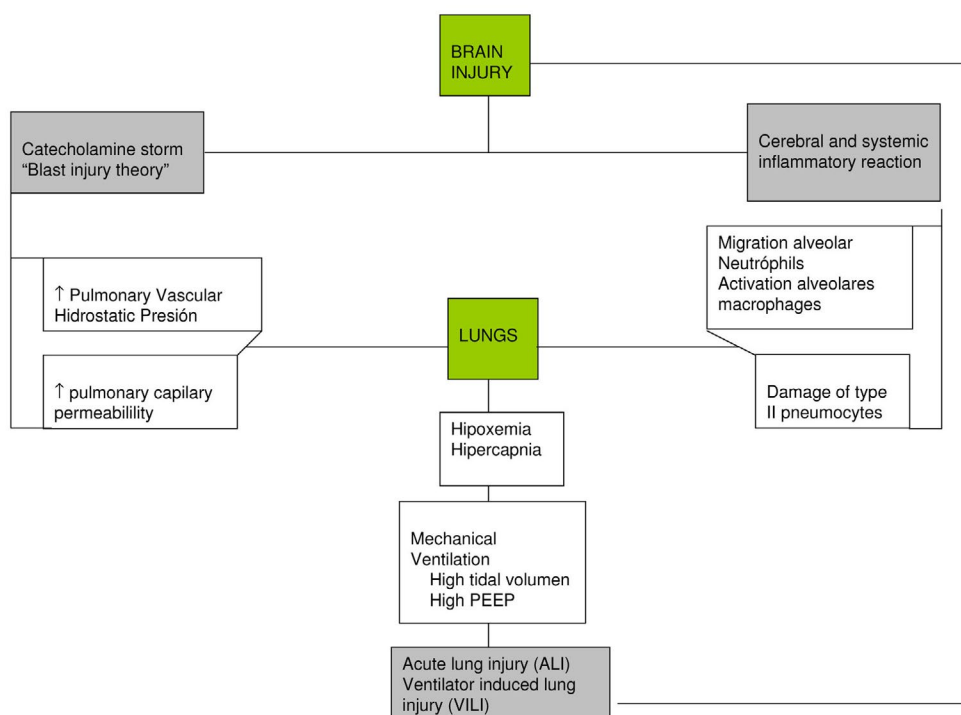 BRAIN
INJURY
Catecholamine storm
“Blast injury theory”
Cerebral and systemic
inflammatory reaction
↑ Pulmonary Vascular
Hidrostatic Presión
↑ pulmonary capilary
permeabilility
Migration alveolar
Neutróphils
Activation alveolares
macrophages
Damage of type
II pneumocytes
LUNGS
Hipoxemia
Hipercapnia
Mechanical
Ventilation
High tidal volumen
High PEEP
Acute lung injury (ALI)
Ventilator induced lung
injury (VILI)